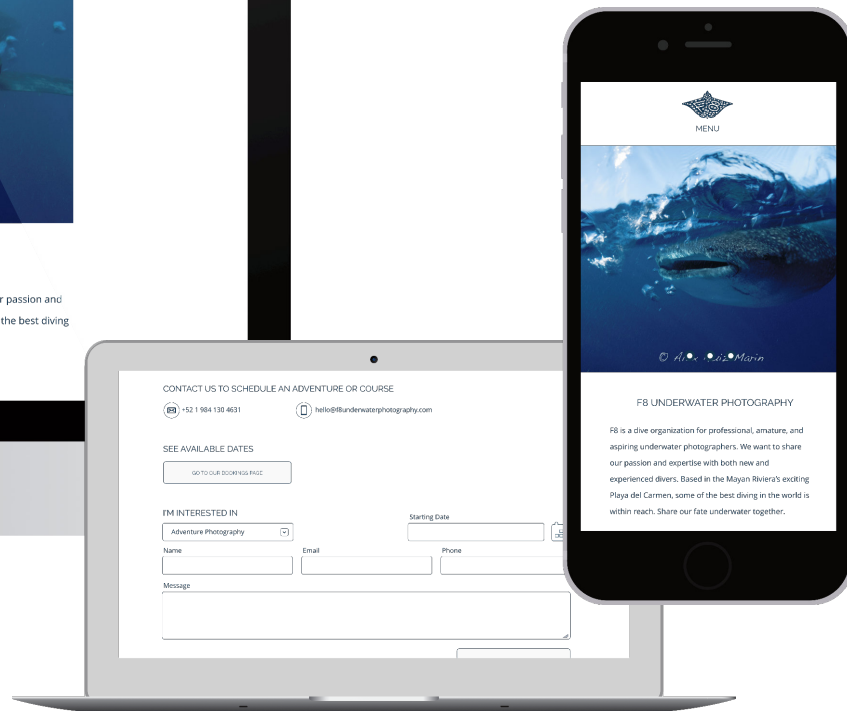 r passion and
the best diving
CONTACT US TO SCHEDULE AN ADVENTURE OR COURSE
+52 1 984 130 4631
hello@f8underwaterphotography.com
SEE AVAILABLE DATES
GO TO OUR BOOKINGS PAGE
I'M INTERESTED IN
Starting Date
Adventure Photography
Name
Email
Phone
Message
MENU
© Alex Ruiz Marin
F8 UNDERWATER PHOTOGRAPHY
F8 is a dive organization for professional, amature, and
aspiring underwater photographers. We want to share
our passion and expertise with both new and
experienced divers. Based in the Mayan Riviera's exciting
Playa del Carmen, some of the best diving in the world is
within reach. Share our fate underwater together.